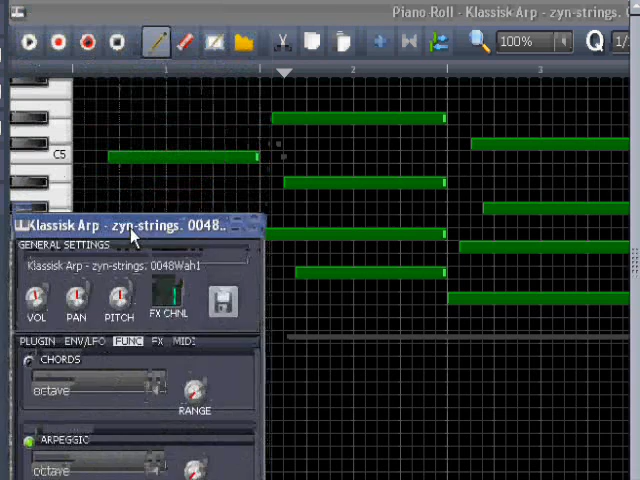 Piano Roll - Klassisk Arp - zyn-strings.
100%
Q
1/
1
2
3
C5
Klassisk Arp - zyn-strings. 0048..
GENERAL SETTINGS
Klassisk Arp - zyn-strings: 0048Wah1
VOL PAN PITCH FX CHNL
PLUGIN ENV/LFO FUNC FX MIDI
CHORDS
octave
RANGE
ARPEGGIO
octave